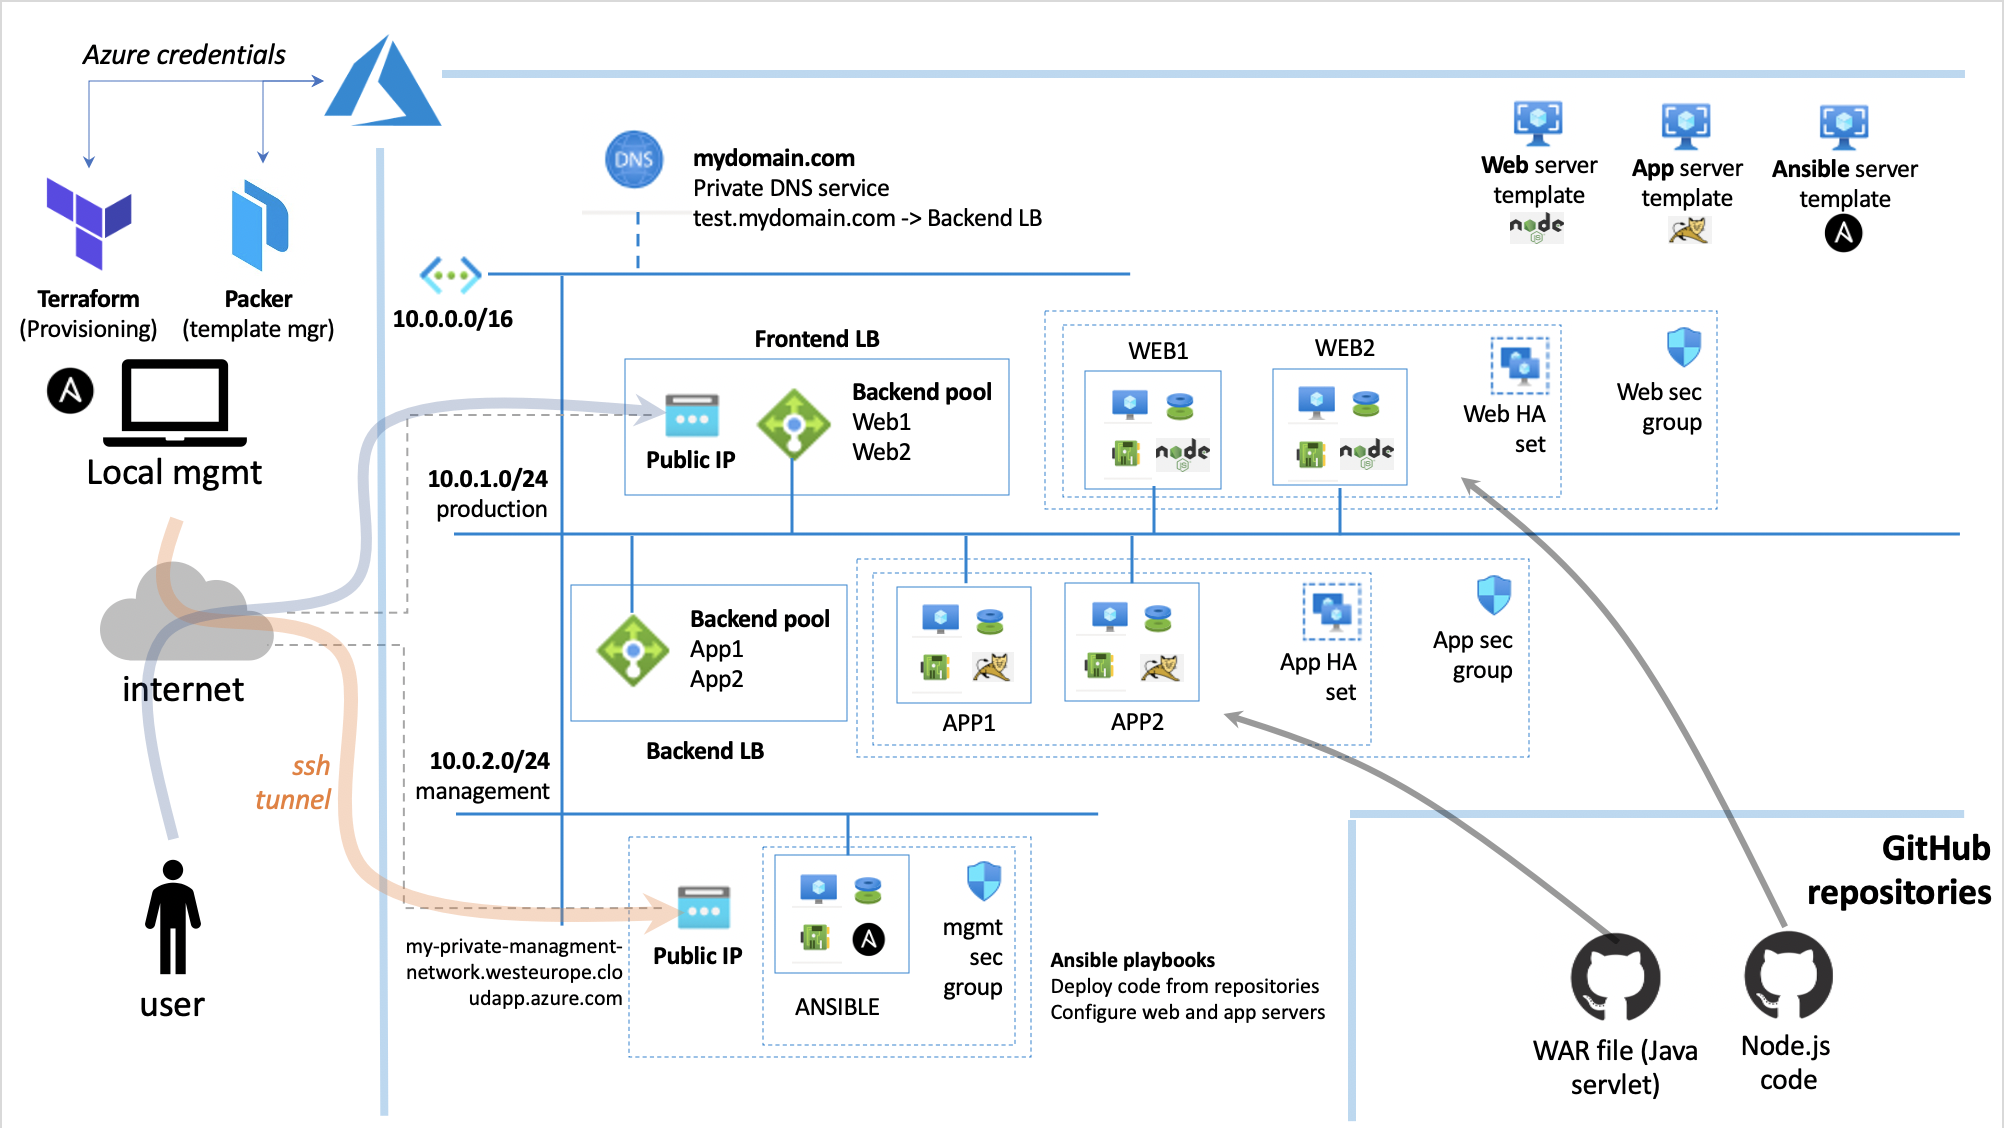 Azure credentials
Terraform
(Provisioning)
Packer
(template mgr)
Local mgmt
internet
ssh
tunnel
user
DNS
mydomain.com
Private DNS service
test.mydomain.com -> Backend LB
Web server
template
node
JS
App server
template
Ansible server
template
A
10.0.0.0/16
Frontend LB
Public IP
Backend pool
Web1
Web2
WEB1
node
JS
WEB2
node
JS
Web HA
set
Web sec
group
10.0.1.0/24
production
Backend pool
App1
App2
Backend LB
APP1
APP2
App HA
set
App sec
group
10.0.2.0/24
management
my-private-managment-
network.westeurope.clo
udapp.azure.com
Public IP
A
ANSIBLE
mgmt
sec
group
Ansible playbooks
Deploy code from repositories
Configure web and app servers
GitHub
repositories
WAR file (Java
servlet)
Node.js
code